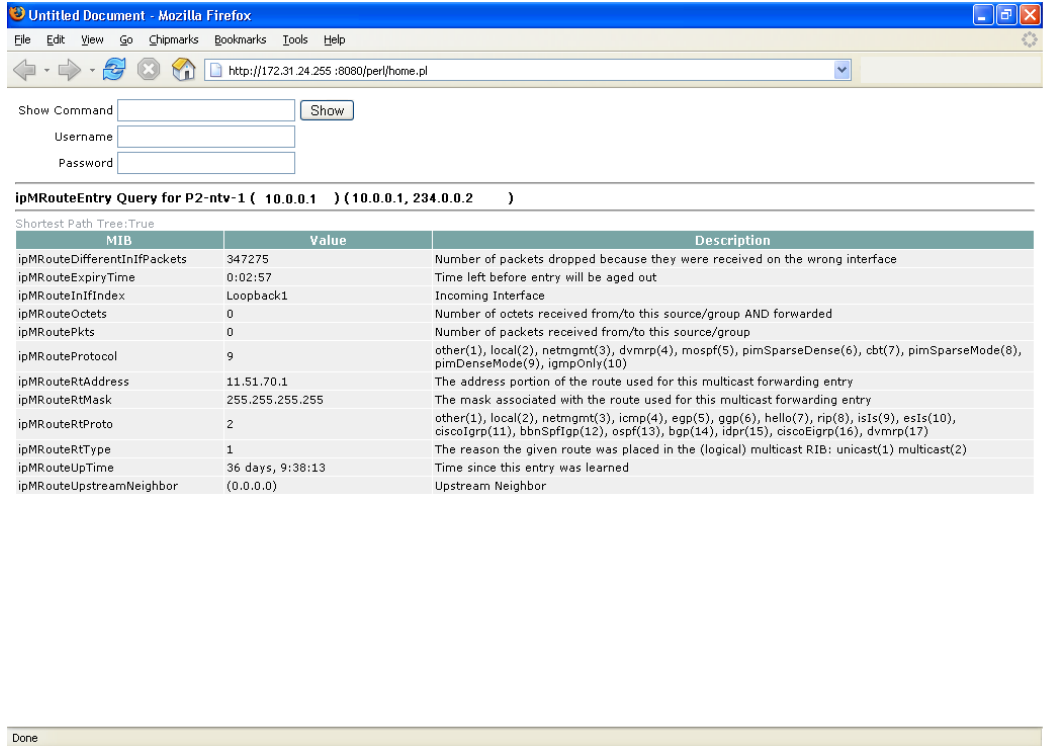 Untitled Document - Mozilla Firefox
File Edit View Go Chipmarks Bookmarks Tools Help
http://172.31.24.255 :8080/perl/home.pl
Show Command Show
Username
Password
ipMRouteEntry Query for P2-ntv-1 ( 10.0.0.1 ) (10.0.0.1, 234.0.0.2 )
Shortest Path Tree:True
MIB Value Description
ipMRouteDifferentInIfPackets 347275 Number of packets dropped because they were received on the wrong interface
ipMRouteExpiryTime 0:02:57 Time left before entry will be aged out
ipMRouteInIfIndex Loopback1 Incoming Interface
ipMRouteOctets 0 Number of octets received from/to this source/group AND forwarded
ipMRoutePkts 0 Number of packets received from/to this source/group
ipMRouteProtocol 9 other(1), local(2), netmgmt(3), dvmrp(4), mospf(5), pimSparseDense(6), cbt(7), pimSparseMode(8),
pimDenseMode(9), igmpOnly(10)
ipMRouteRtAddress 11.51.70.1 The address portion of the route used for this multicast forwarding entry
ipMRouteRtMask 255.255.255.255 The mask associated with the route used for this multicast forwarding entry
ipMRouteRtProto 2 other(1), local(2), netmgmt(3), icmp(4), egp(5), ggp(6), hello(7), rip(8), isIs(9), esIs(10),
ciscoIgrp(11), bbnSpfIgp(12), ospf(13), bgp(14), idpr(15), ciscoEigrp(16), dvmrp(17)
ipMRouteRtType 1 The reason the given route was placed in the (logical) multicast RIB: unicast(1) multicast(2)
ipMRouteUpTime 36 days, 9:38:13 Time since this entry was learned
ipMRouteUpstreamNeighbor (0.0.0.0) Upstream Neighbor
Done